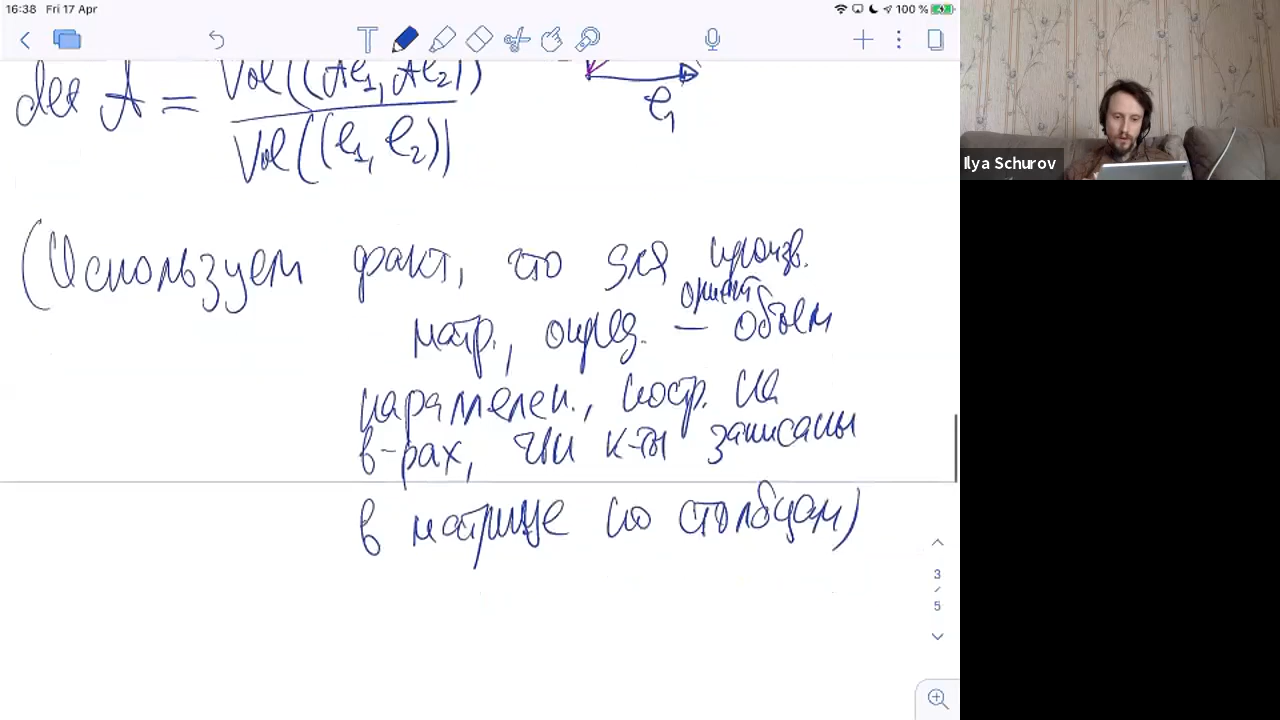 16:38 Fri 17 Apr
100 %
T
det A = Vol((Ae₁, Ae₂))
Vol((e₁, e₂))
e₁
Ilya Schurov
(Используем факт, что для произв.
ориент.
матр., опред. — объем
параллелеп., постр. на
в-рах, чьи к-ты записаны
в матрице по столбцам)
3
/
5